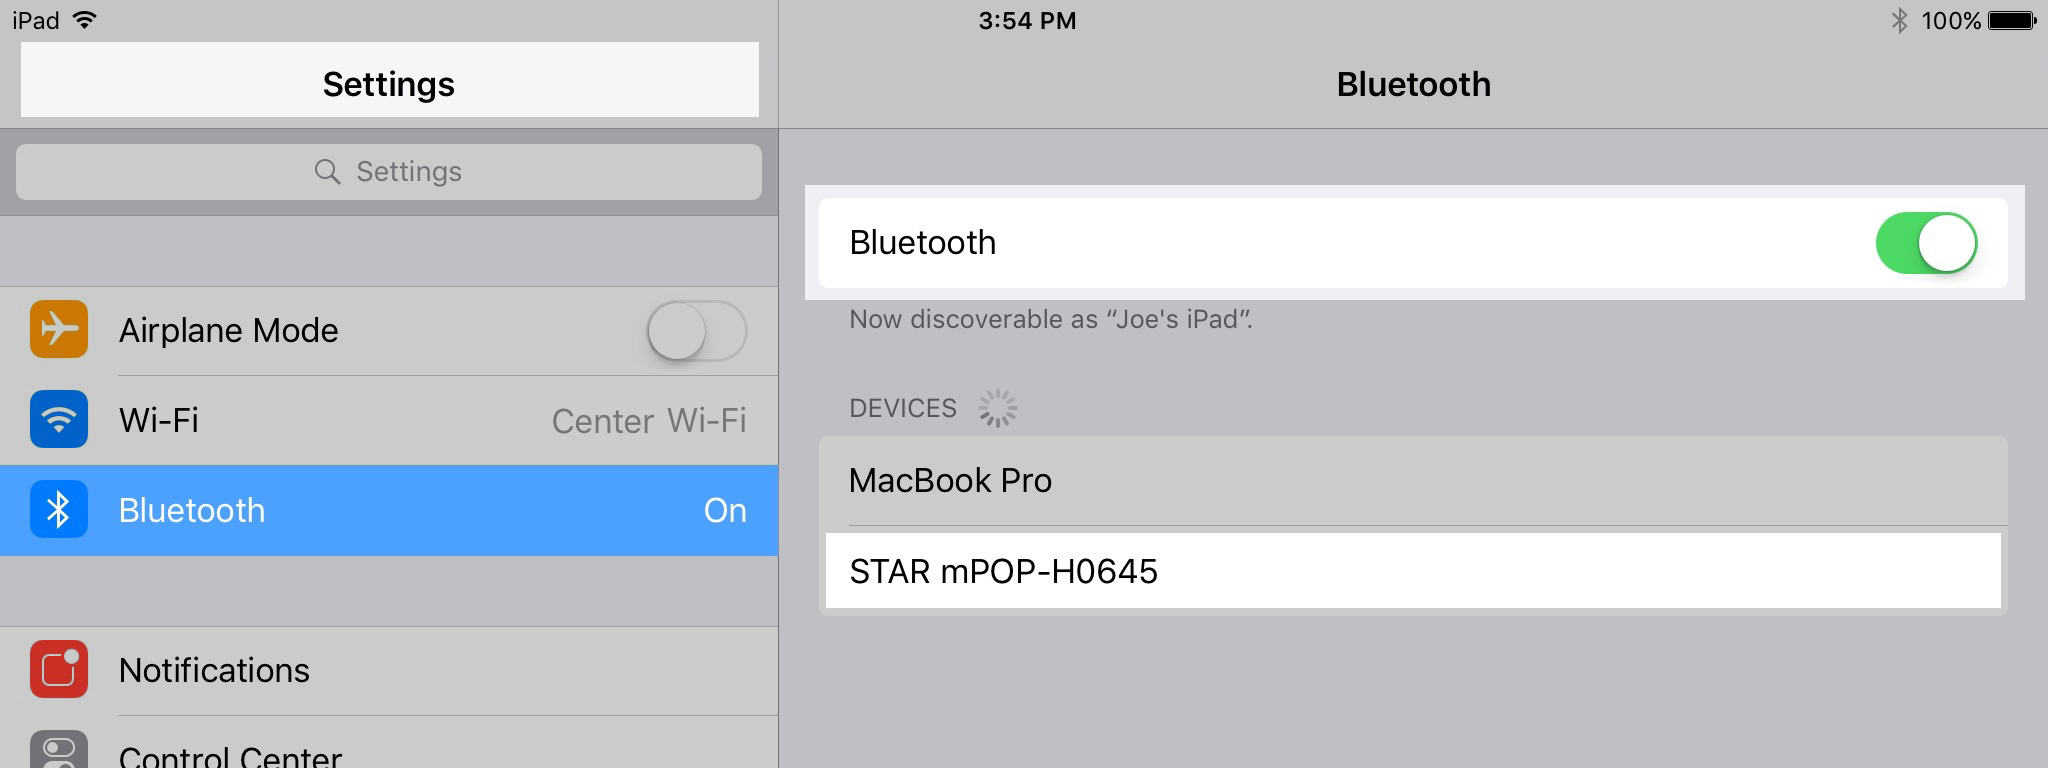 iPad
3:54 PM
100%
Settings
Bluetooth
Settings
Airplane Mode
Wi-Fi
Center Wi-Fi
Bluetooth
On
Notifications
Control Center
Bluetooth
Now discoverable as “Joe's iPad”.
DEVICES
MacBook Pro
STAR mPOP-H0645